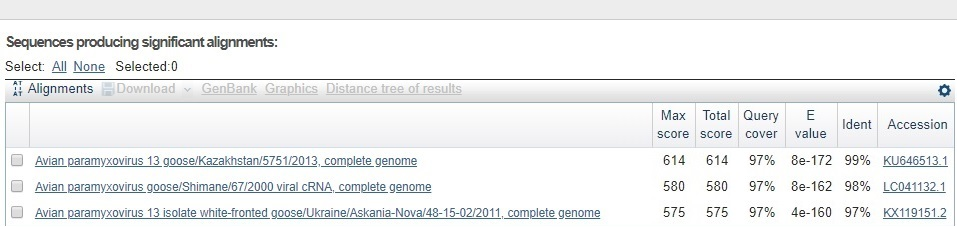 Sequences producing significant alignments:
Select: All None Selected:0
AT Alignments Download GenBank Graphics Distance tree of results
Max score Total score Query cover E value Ident Accession
Avian paramyxovirus 13 goose/Kazakhstan/5751/2013, complete genome 614 614 97% 8e-172 99% KU646513.1
Avian paramyxovirus goose/Shimane/67/2000 viral cRNA, complete genome 580 580 97% 8e-162 98% LC041132.1
Avian paramyxovirus 13 isolate white-fronted goose/Ukraine/Askania-Nova/48-15-02/2011, complete genome 575 575 97% 4e-160 97% KX119151.2